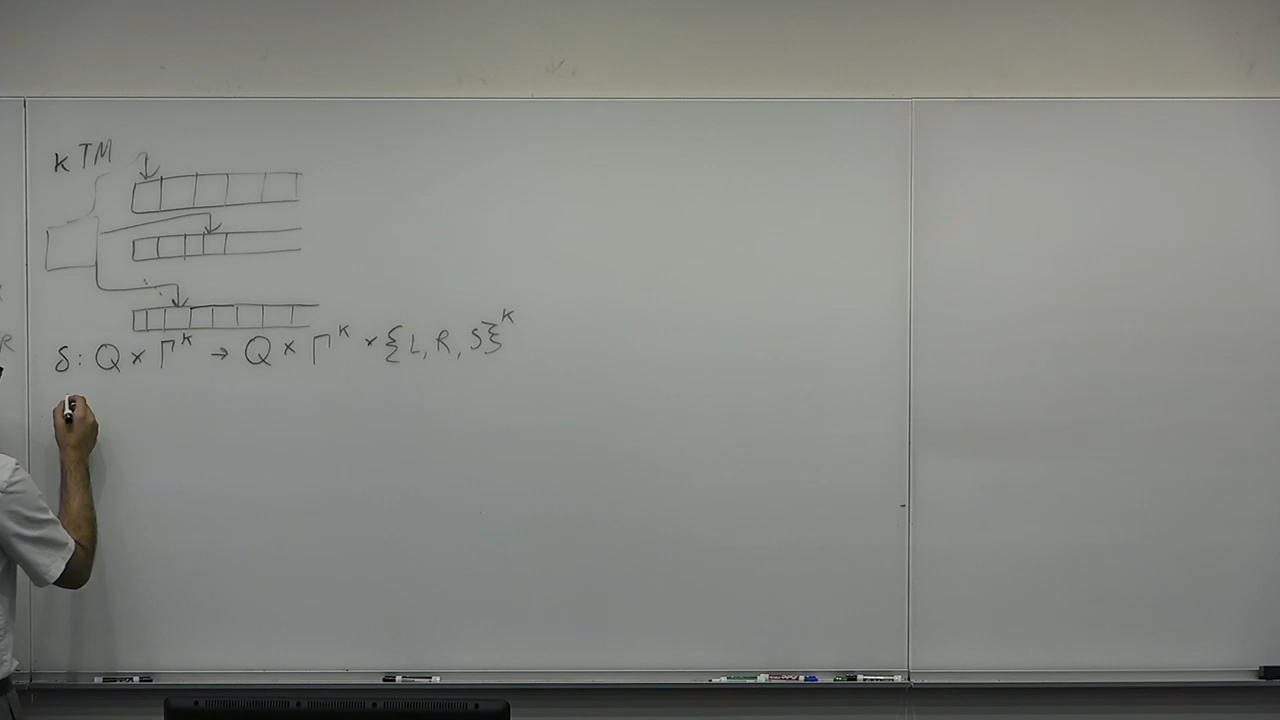 K TM
δ: Q × Γ^K → Q × Γ^K × {L, R, S}^K
R